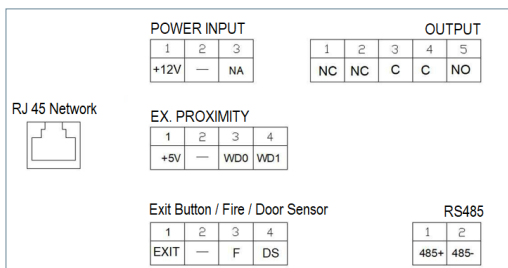 POWER INPUT
1 2 3
+12V — NA
OUTPUT
1 2 3 4 5
NC NC C C NO
RJ 45 Network
EX. PROXIMITY
1 2 3 4
+5V — WD0 WD1
Exit Button / Fire / Door Sensor
1 2 3 4
EXIT — F DS
RS485
1 2
485+ 485-